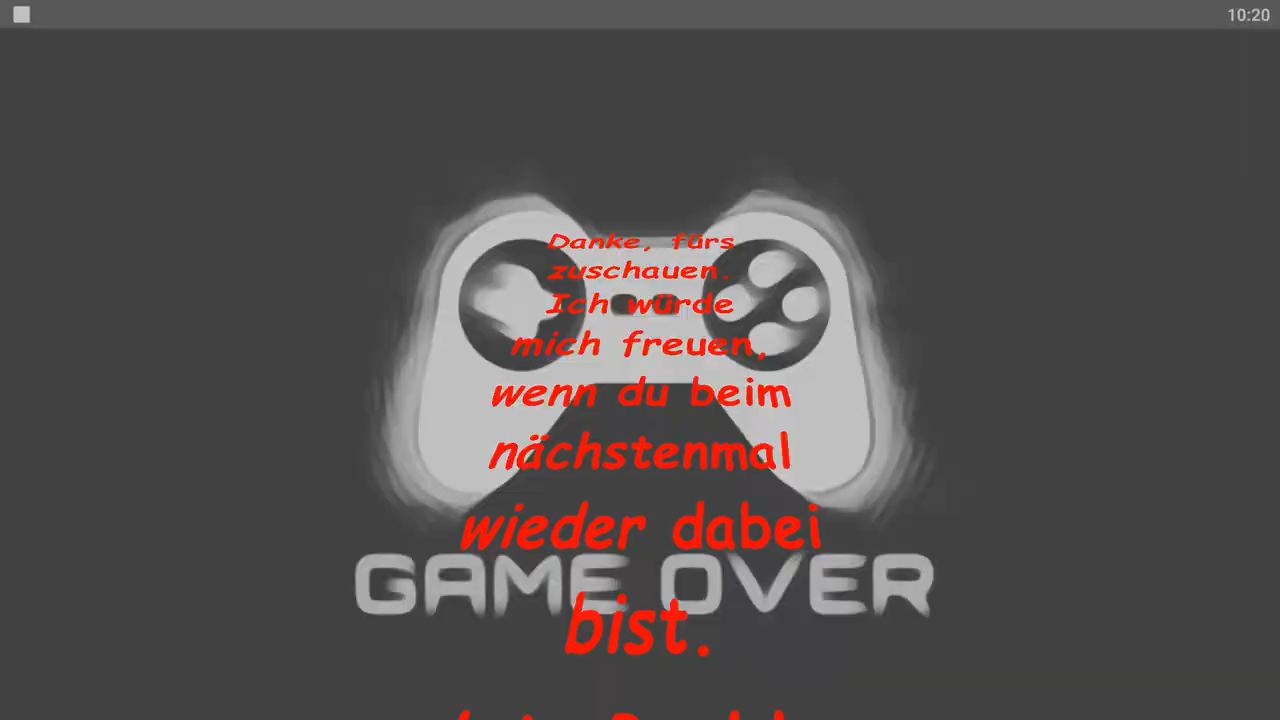 10:20
Danke, fürs
zuschauen.
Ich würde
mich freuen,
wenn du beim
nächstenmal
wieder dabei
GAME OVER
bist.